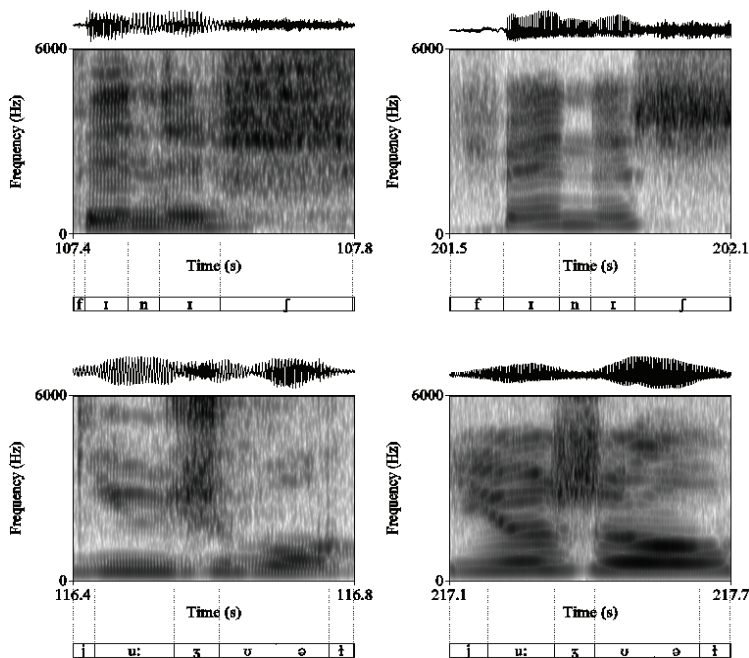 6000 6000
Frequency (Hz) Frequency (Hz)
0 0
107.4 107.8 201.5 202.1
Time (s) Time (s)
f ɪ n ɪ ʃ f ɪ n ɪ ʃ
6000 6000
Frequency (Hz) Frequency (Hz)
0 0
116.4 116.8 217.1 217.7
Time (s) Time (s)
j uː ʒ ʊ ə ɫ j uː ʒ ʊ ə ɫ